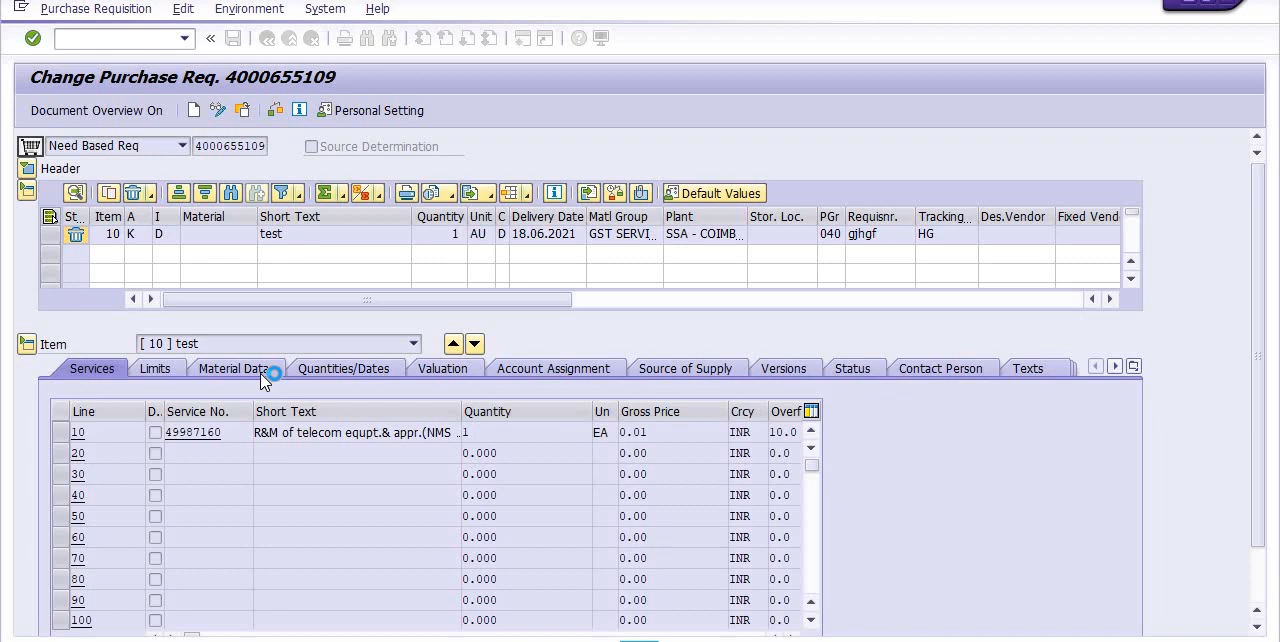 Purchase Requisition Edit Environment System Help
Change Purchase Req. 4000655109
Document Overview On Personal Setting
Need Based Req 4000655109 Source Determination
Header
Default Values
St.. Item A I Material Short Text Quantity Unit C Delivery Date Matl Group Plant Stor. Loc. PGr Requisnr. Tracking... Des.Vendor Fixed Vend
10 K D test 1 AU D 18.06.2021 GST SERVI... SSA - COIMB... 040 gjhgf HG
Item [ 10 ] test
Services Limits Material Data Quantities/Dates Valuation Account Assignment Source of Supply Versions Status Contact Person Texts
Line D.. Service No. Short Text Quantity Un Gross Price Crcy Overf
10 49987160 R&M of telecom equpt.& appr.(NMS .. 1 EA 0.01 INR 10.0
20 0.000 0.00 INR 0.0
30 0.000 0.00 INR 0.0
40 0.000 0.00 INR 0.0
50 0.000 0.00 INR 0.0
60 0.000 0.00 INR 0.0
70 0.000 0.00 INR 0.0
80 0.000 0.00 INR 0.0
90 0.000 0.00 INR 0.0
100 0.000 0.00 INR 0.0